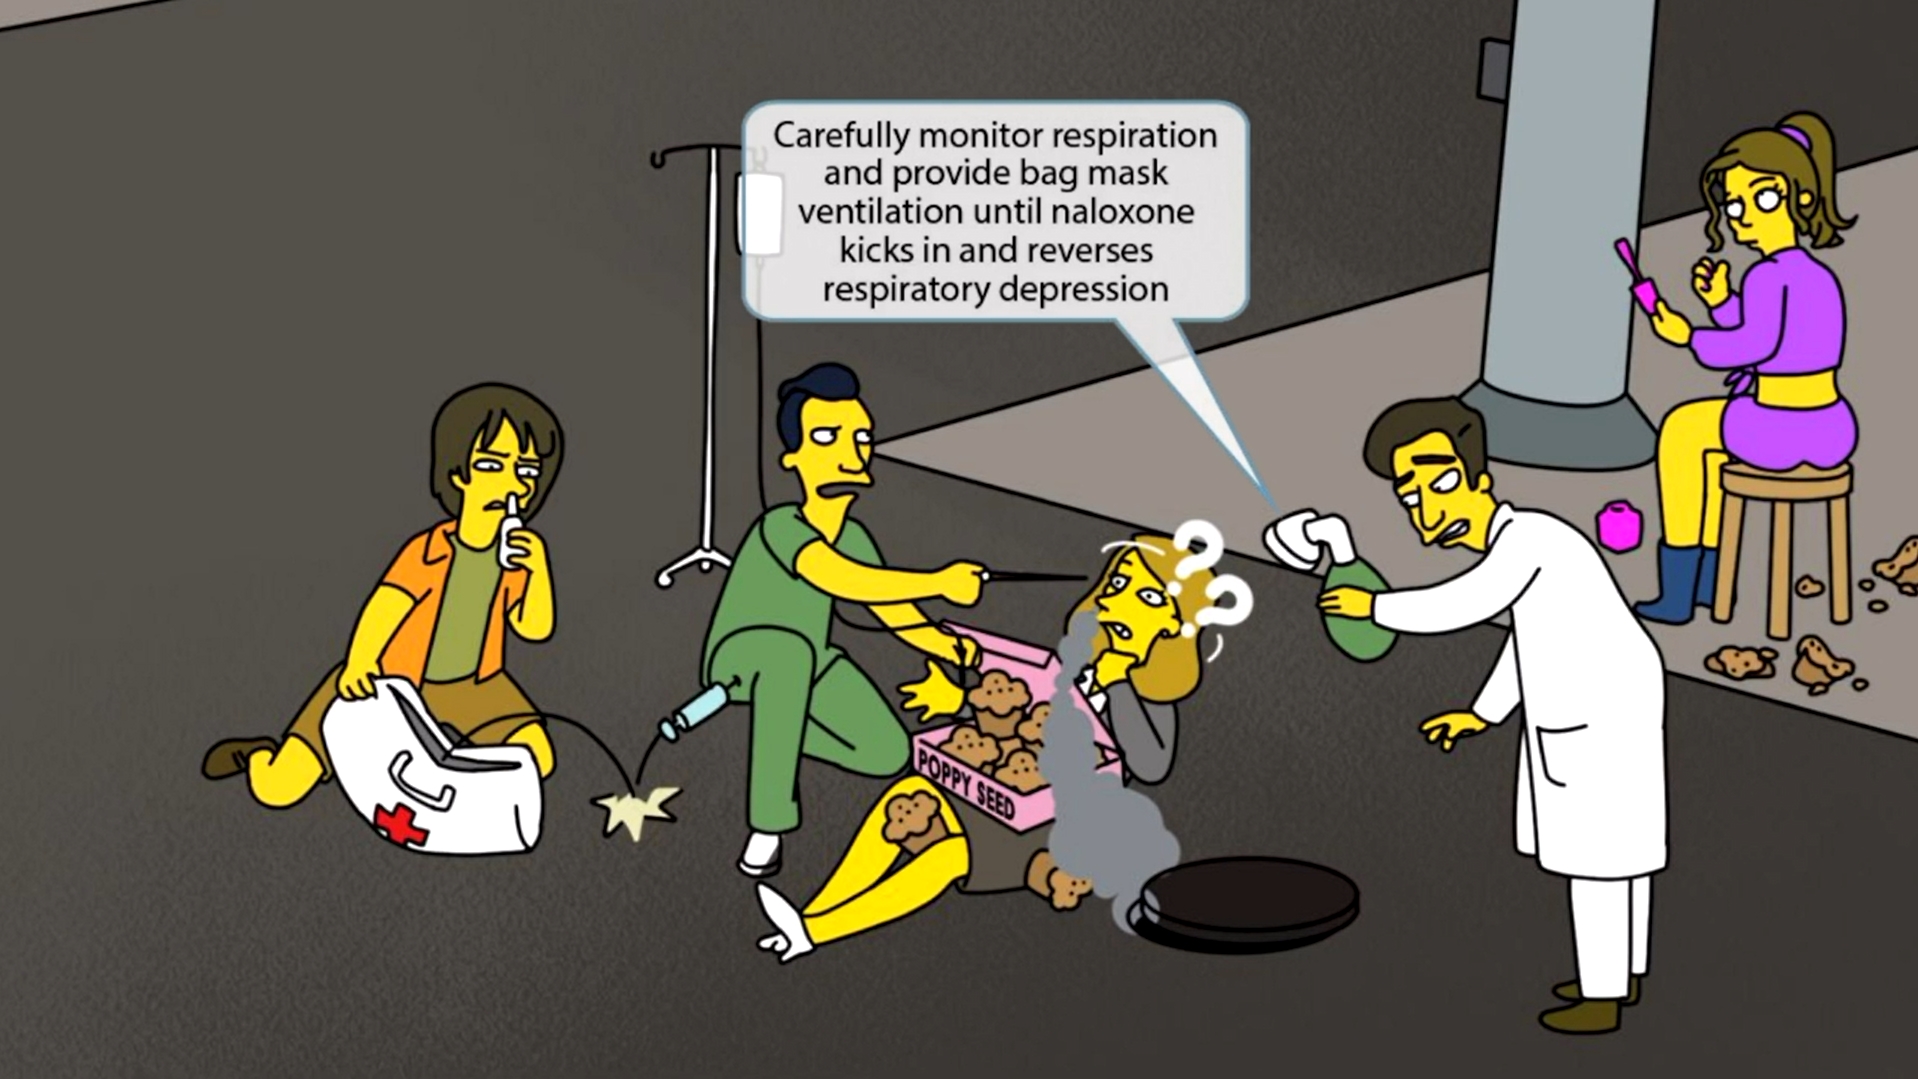 Carefully monitor respiration
and provide bag mask
ventilation until naloxone
kicks in and reverses
respiratory depression
??
POPPY SEED